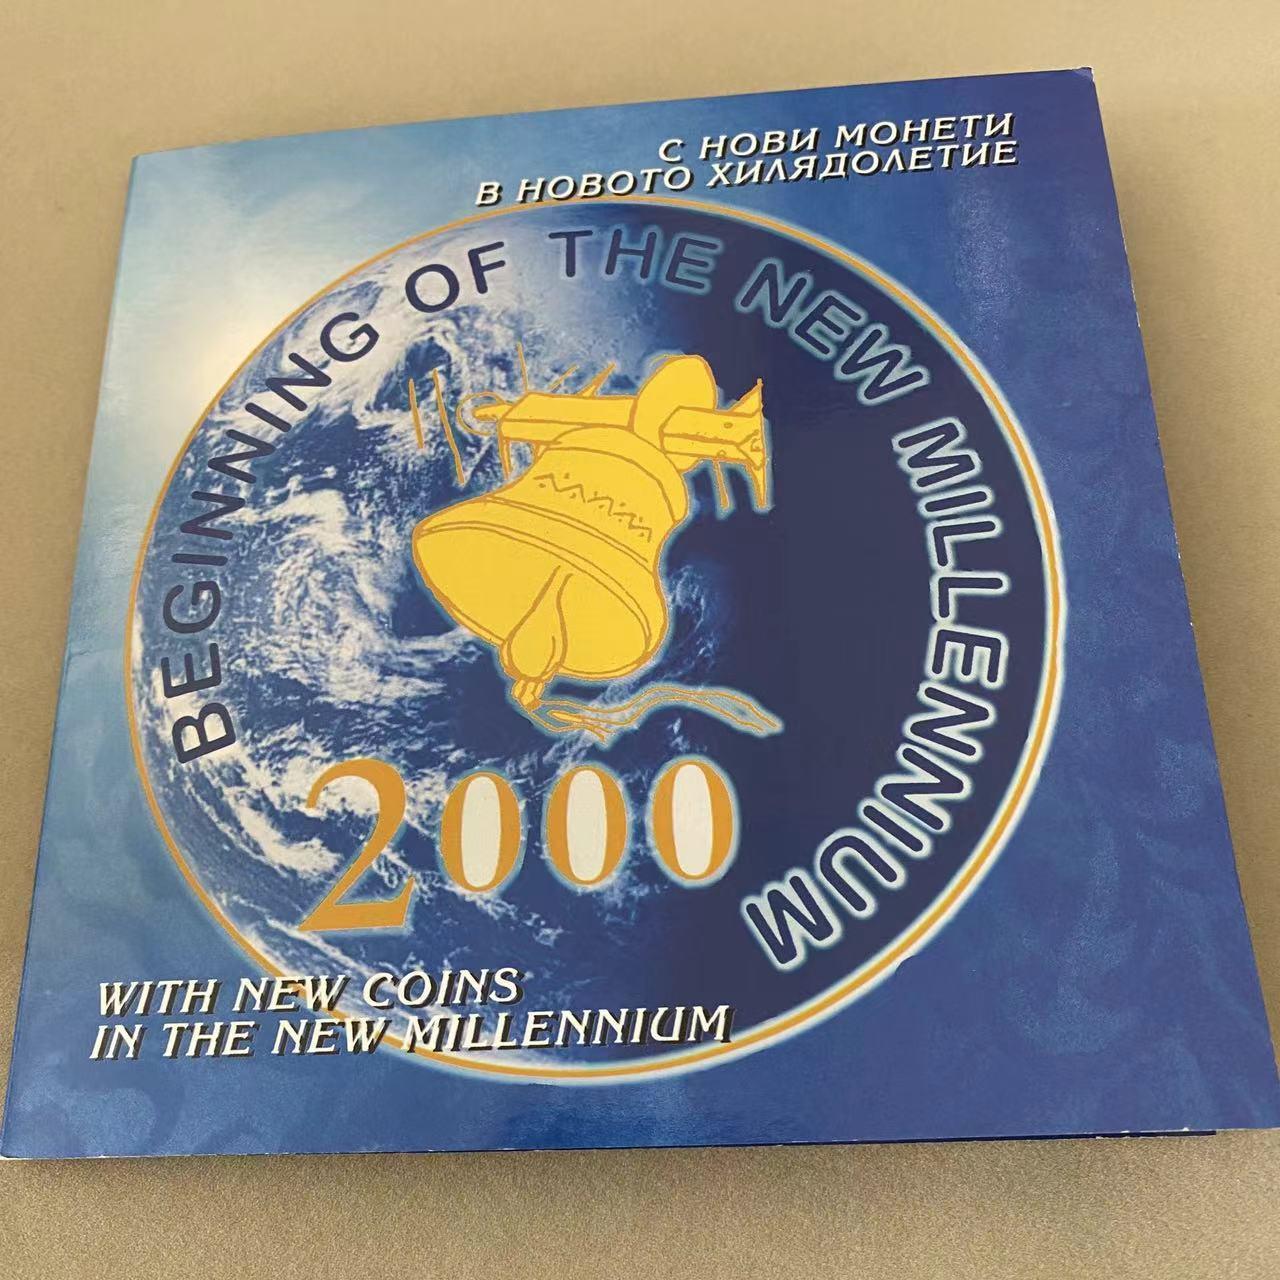 С НОВИ МОНЕТИ
В НОВОТО ХИЛЯДОЛЕТИЕ
BEGINNING OF THE NEW MILLENNIUM
2000
WITH NEW COINS
IN THE NEW MILLENNIUM